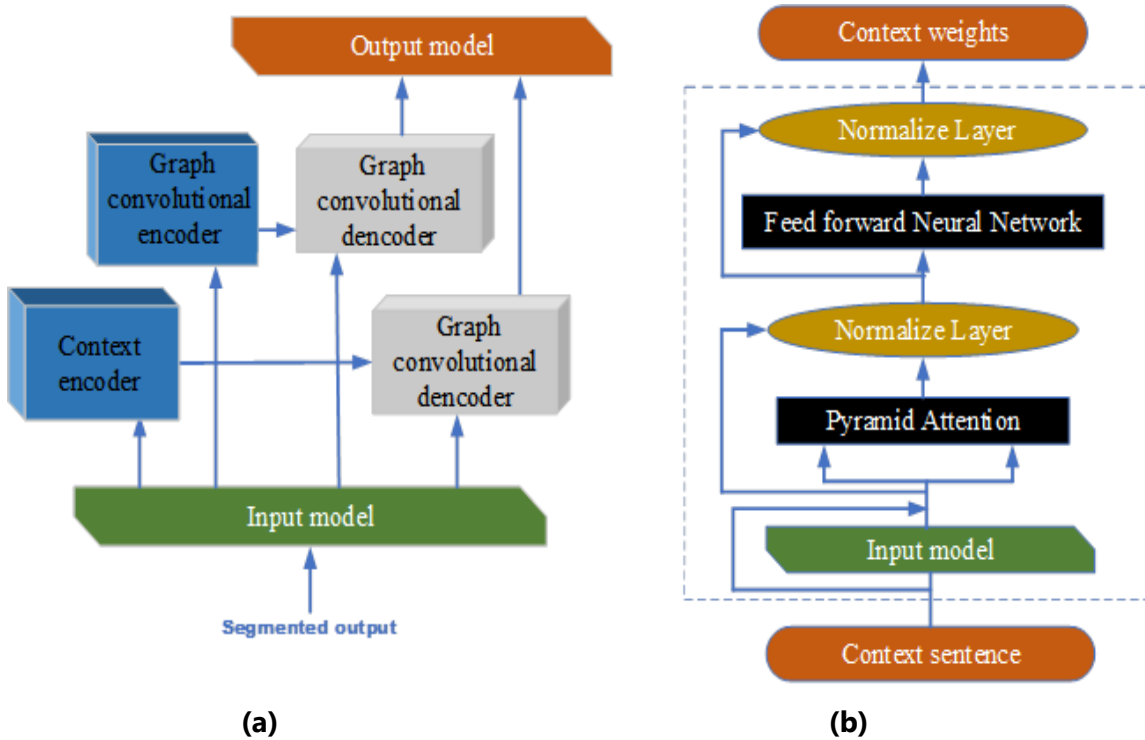 Output model
Graph
convolutional
encoder
Graph
convolutional
dencoder
Context
encoder
Graph
convolutional
dencoder
Input model
Segmented output
(a)
Context weights
Normalize Layer
Feed forward Neural Network
Normalize Layer
Pyramid Attention
Input model
Context sentence
(b)